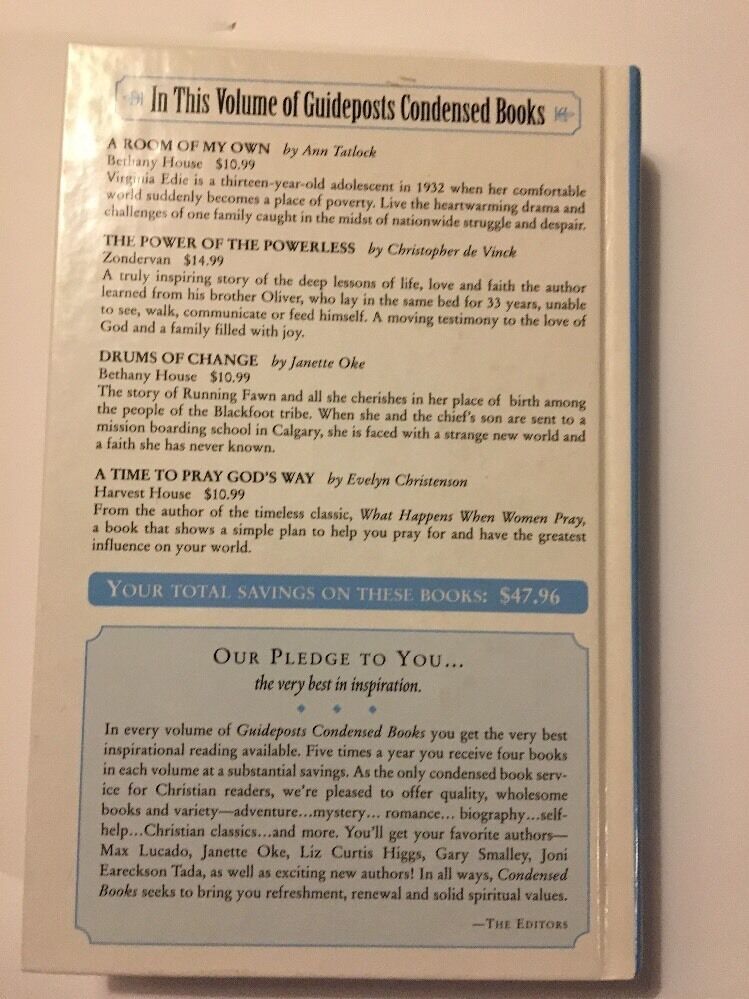 In This Volume of Guideposts Condensed Books
A ROOM OF MY OWN by Ann Tatlock
Bethany House $10.99
Virginia Edie is a thirteen-year-old adolescent in 1932 when her comfortable
world suddenly becomes a place of poverty. Live the heartwarming drama and
challenges of one family caught in the midst of nationwide struggle and despair.
THE POWER OF THE POWERLESS by Christopher de Vinck
Zondervan $14.99
A truly inspiring story of the deep lessons of life, love and faith the author
learned from his brother Oliver, who lay in the same bed for 33 years, unable
to see, walk, communicate or feed himself. A moving testimony to the love of
God and a family filled with joy.
DRUMS OF CHANGE by Janette Oke
Bethany House $10.99
The story of Running Fawn and all she cherishes in her place of birth among
the people of the Blackfoot tribe. When she and the chief's son are sent to a
mission boarding school in Calgary, she is faced with a strange new world and
a faith she has never known.
A TIME TO PRAY GOD'S WAY by Evelyn Christenson
Harvest House $10.99
From the author of the timeless classic, What Happens When Women Pray,
a book that shows a simple plan to help you pray for and have the greatest
influence on your world.
YOUR TOTAL SAVINGS ON THESE BOOKS: $47.96
OUR PLEDGE TO YOU...
the very best in inspiration.
In every volume of Guideposts Condensed Books you get the very best
inspirational reading available. Five times a year you receive four books
in each volume at a substantial savings. As the only condensed book serv-
ice for Christian readers, we're pleased to offer quality, wholesome
books and variety—adventure...mystery... romance... biography...self-
help...Christian classics...and more. You'll get your favorite authors—
Max Lucado, Janette Oke, Liz Curtis Higgs, Gary Smalley, Joni
Eareckson Tada, as well as exciting new authors! In all ways, Condensed
Books seeks to bring you refreshment, renewal and solid spiritual values.
—THE EDITORS